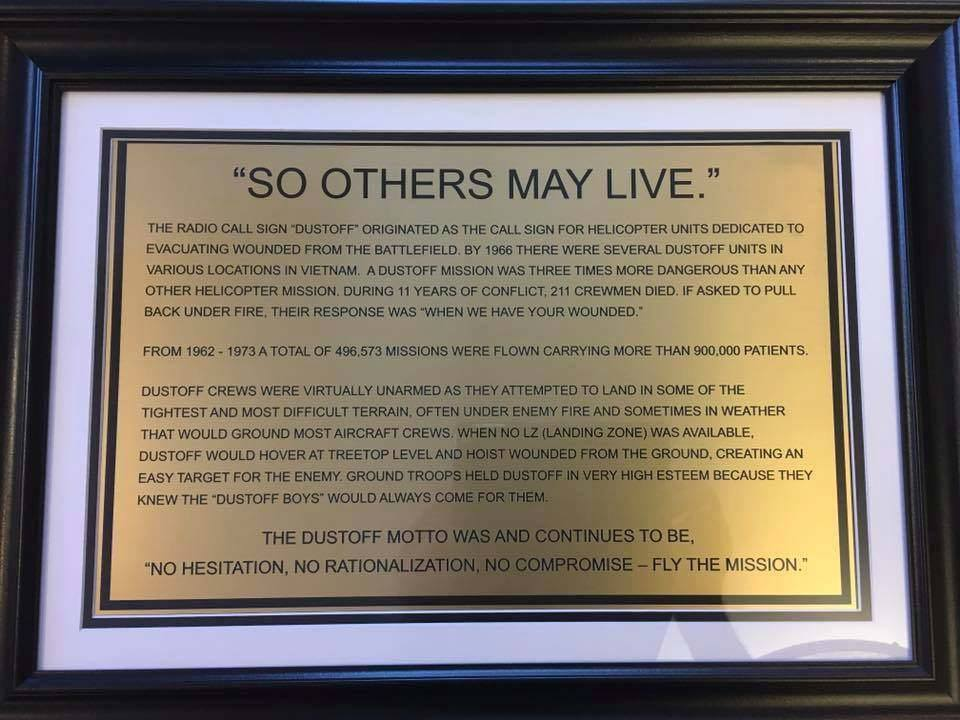 “SO OTHERS MAY LIVE.”
THE RADIO CALL SIGN “DUSTOFF” ORIGINATED AS THE CALL SIGN FOR HELICOPTER UNITS DEDICATED TO
EVACUATING WOUNDED FROM THE BATTLEFIELD. BY 1966 THERE WERE SEVERAL DUSTOFF UNITS IN
VARIOUS LOCATIONS IN VIETNAM. A DUSTOFF MISSION WAS THREE TIMES MORE DANGEROUS THAN ANY
OTHER HELICOPTER MISSION. DURING 11 YEARS OF CONFLICT, 211 CREWMEN DIED. IF ASKED TO PULL
BACK UNDER FIRE, THEIR RESPONSE WAS “WHEN WE HAVE YOUR WOUNDED.”
FROM 1962 - 1973 A TOTAL OF 496,573 MISSIONS WERE FLOWN CARRYING MORE THAN 900,000 PATIENTS.
DUSTOFF CREWS WERE VIRTUALLY UNARMED AS THEY ATTEMPTED TO LAND IN SOME OF THE
TIGHTEST AND MOST DIFFICULT TERRAIN, OFTEN UNDER ENEMY FIRE AND SOMETIMES IN WEATHER
THAT WOULD GROUND MOST AIRCRAFT CREWS. WHEN NO LZ (LANDING ZONE) WAS AVAILABLE,
DUSTOFF WOULD HOVER AT TREETOP LEVEL AND HOIST WOUNDED FROM THE GROUND, CREATING AN
EASY TARGET FOR THE ENEMY. GROUND TROOPS HELD DUSTOFF IN VERY HIGH ESTEEM BECAUSE THEY
KNEW THE “DUSTOFF BOYS” WOULD ALWAYS COME FOR THEM.
THE DUSTOFF MOTTO WAS AND CONTINUES TO BE,
“NO HESITATION, NO RATIONALIZATION, NO COMPROMISE – FLY THE MISSION.”